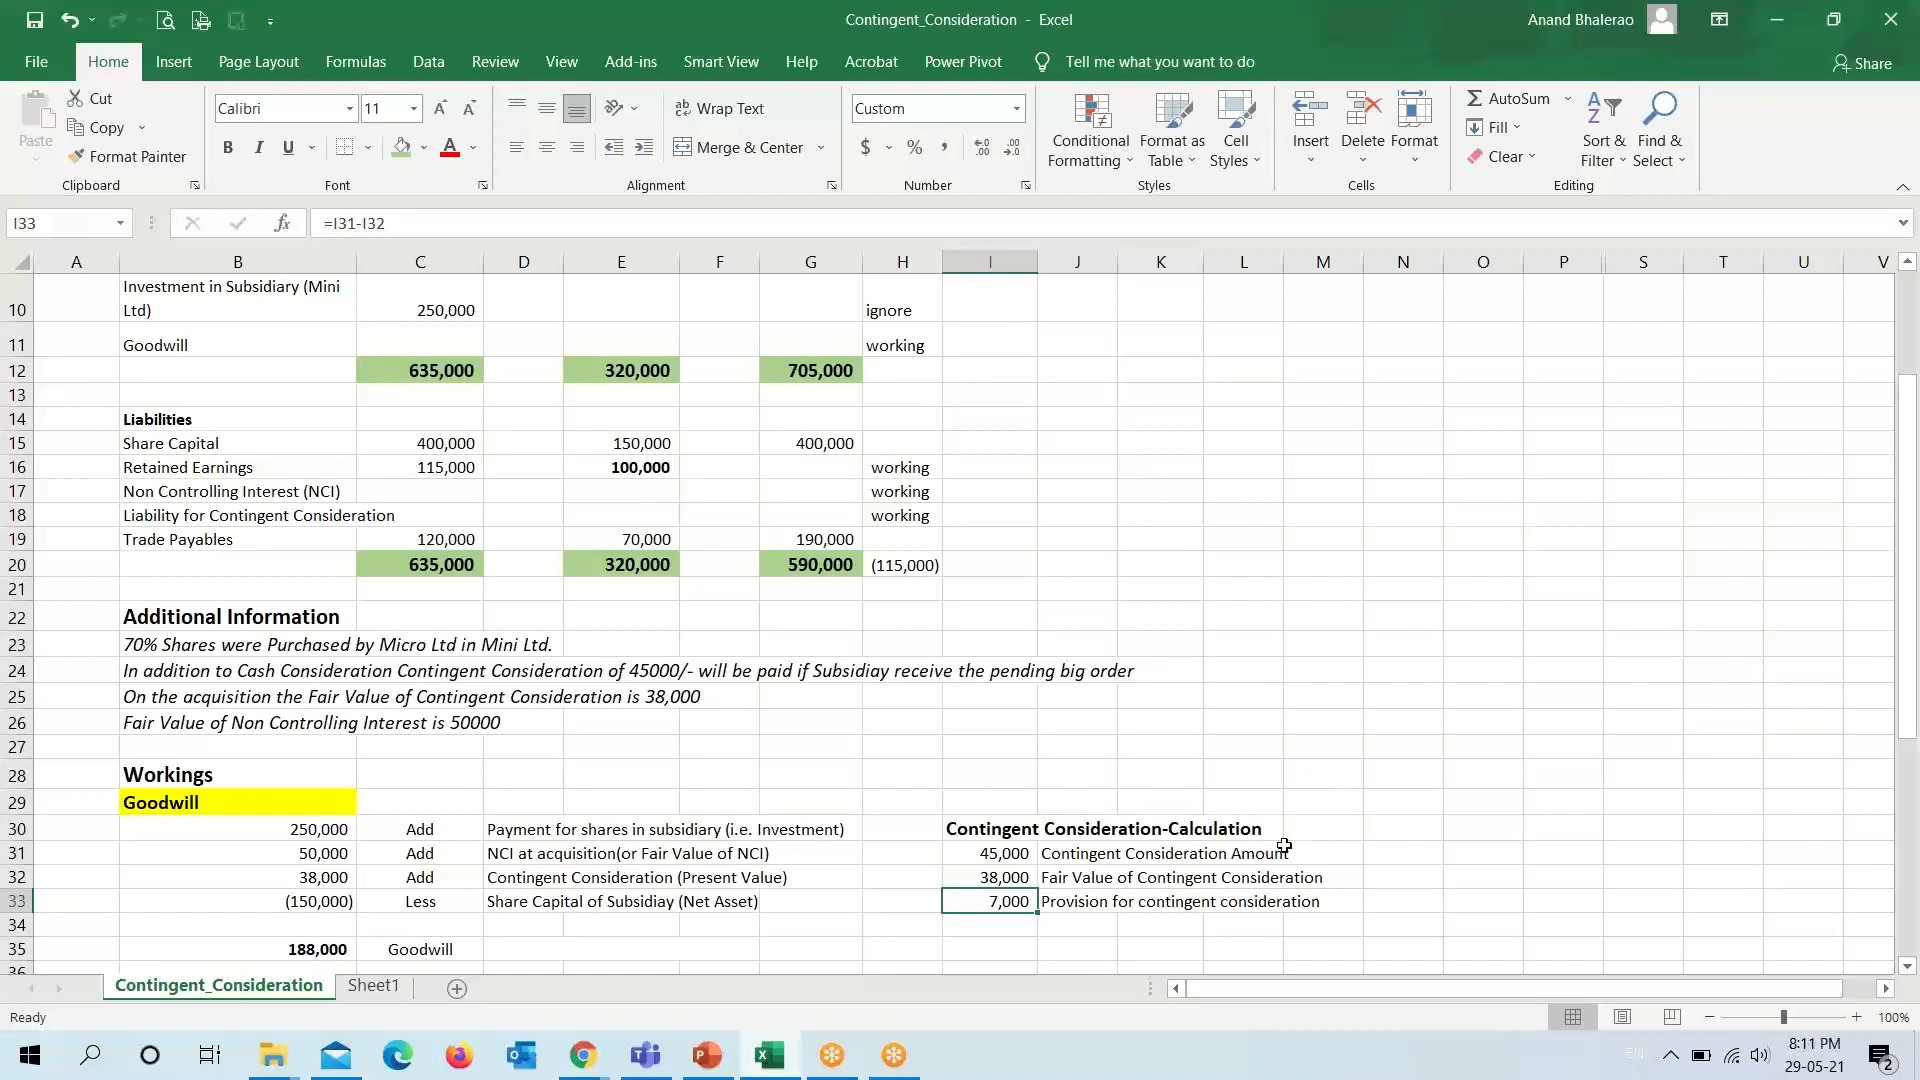 Contingent_Consideration - Excel
Anand Bhalerao
File Home Insert Page Layout Formulas Data Review View Add-ins Smart View Help Acrobat Power Pivot Tell me what you want to do Share
Paste
Cut
Copy
Format Painter
Clipboard
Calibri 11
B I U
Font
Wrap Text
Merge & Center
Alignment
Custom
$ % ,
Number
Conditional Formatting
Format as Table
Cell Styles
Styles
Insert Delete Format
Cells
AutoSum
Fill
Clear
Sort & Filter
Find & Select
Editing
I33 fx =I31-I32
A B C D E F G H I J K L M N O P S T U V
10 Investment in Subsidiary (Mini Ltd) 250,000 ignore
11 Goodwill working
12 635,000 320,000 705,000
13
14 Liabilities
15 Share Capital 400,000 150,000 400,000
16 Retained Earnings 115,000 100,000 working
17 Non Controlling Interest (NCI) working
18 Liability for Contingent Consideration working
19 Trade Payables 120,000 70,000 190,000
20 635,000 320,000 590,000 (115,000)
21
22 Additional Information
23 70% Shares were Purchased by Micro Ltd in Mini Ltd.
24 In addition to Cash Consideration Contingent Consideration of 45000/- will be paid if Subsidiay receive the pending big order
25 On the acquisition the Fair Value of Contingent Consideration is 38,000
26 Fair Value of Non Controlling Interest is 50000
27
28 Workings
29 Goodwill
30 250,000 Add Payment for shares in subsidiary (i.e. Investment) Contingent Consideration-Calculation
31 50,000 Add NCI at acquisition(or Fair Value of NCI) 45,000 Contingent Consideration Amount
32 38,000 Add Contingent Consideration (Present Value) 38,000 Fair Value of Contingent Consideration
33 (150,000) Less Share Capital of Subsidiay (Net Asset) 7,000 Provision for contingent consideration
34
35 188,000 Goodwill
36
Contingent_Consideration Sheet1
Ready 100%
EN
8:11 PM
29-05-21
2